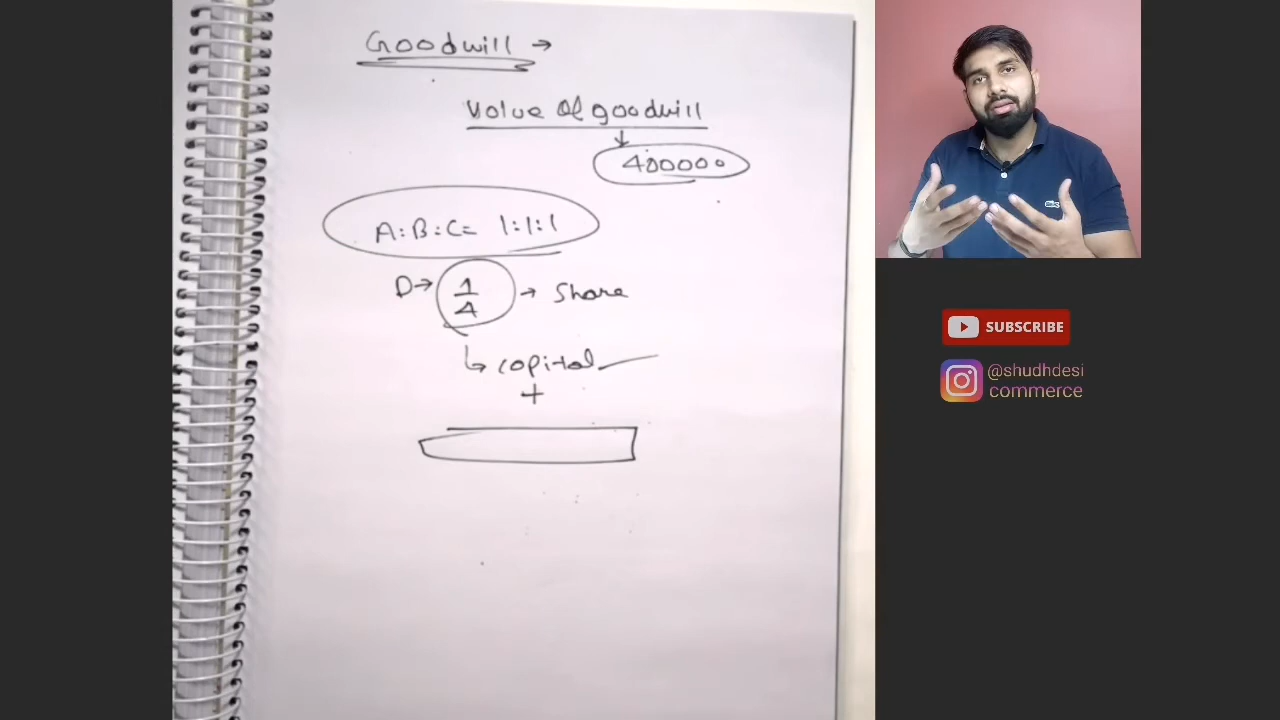 Goodwill →
Value Of goodwill
↓
400000
A:B:C= 1:1:1
D→ 1/4 → Share
↳ capital
+
SUBSCRIBE
@shudhdesi
commerce